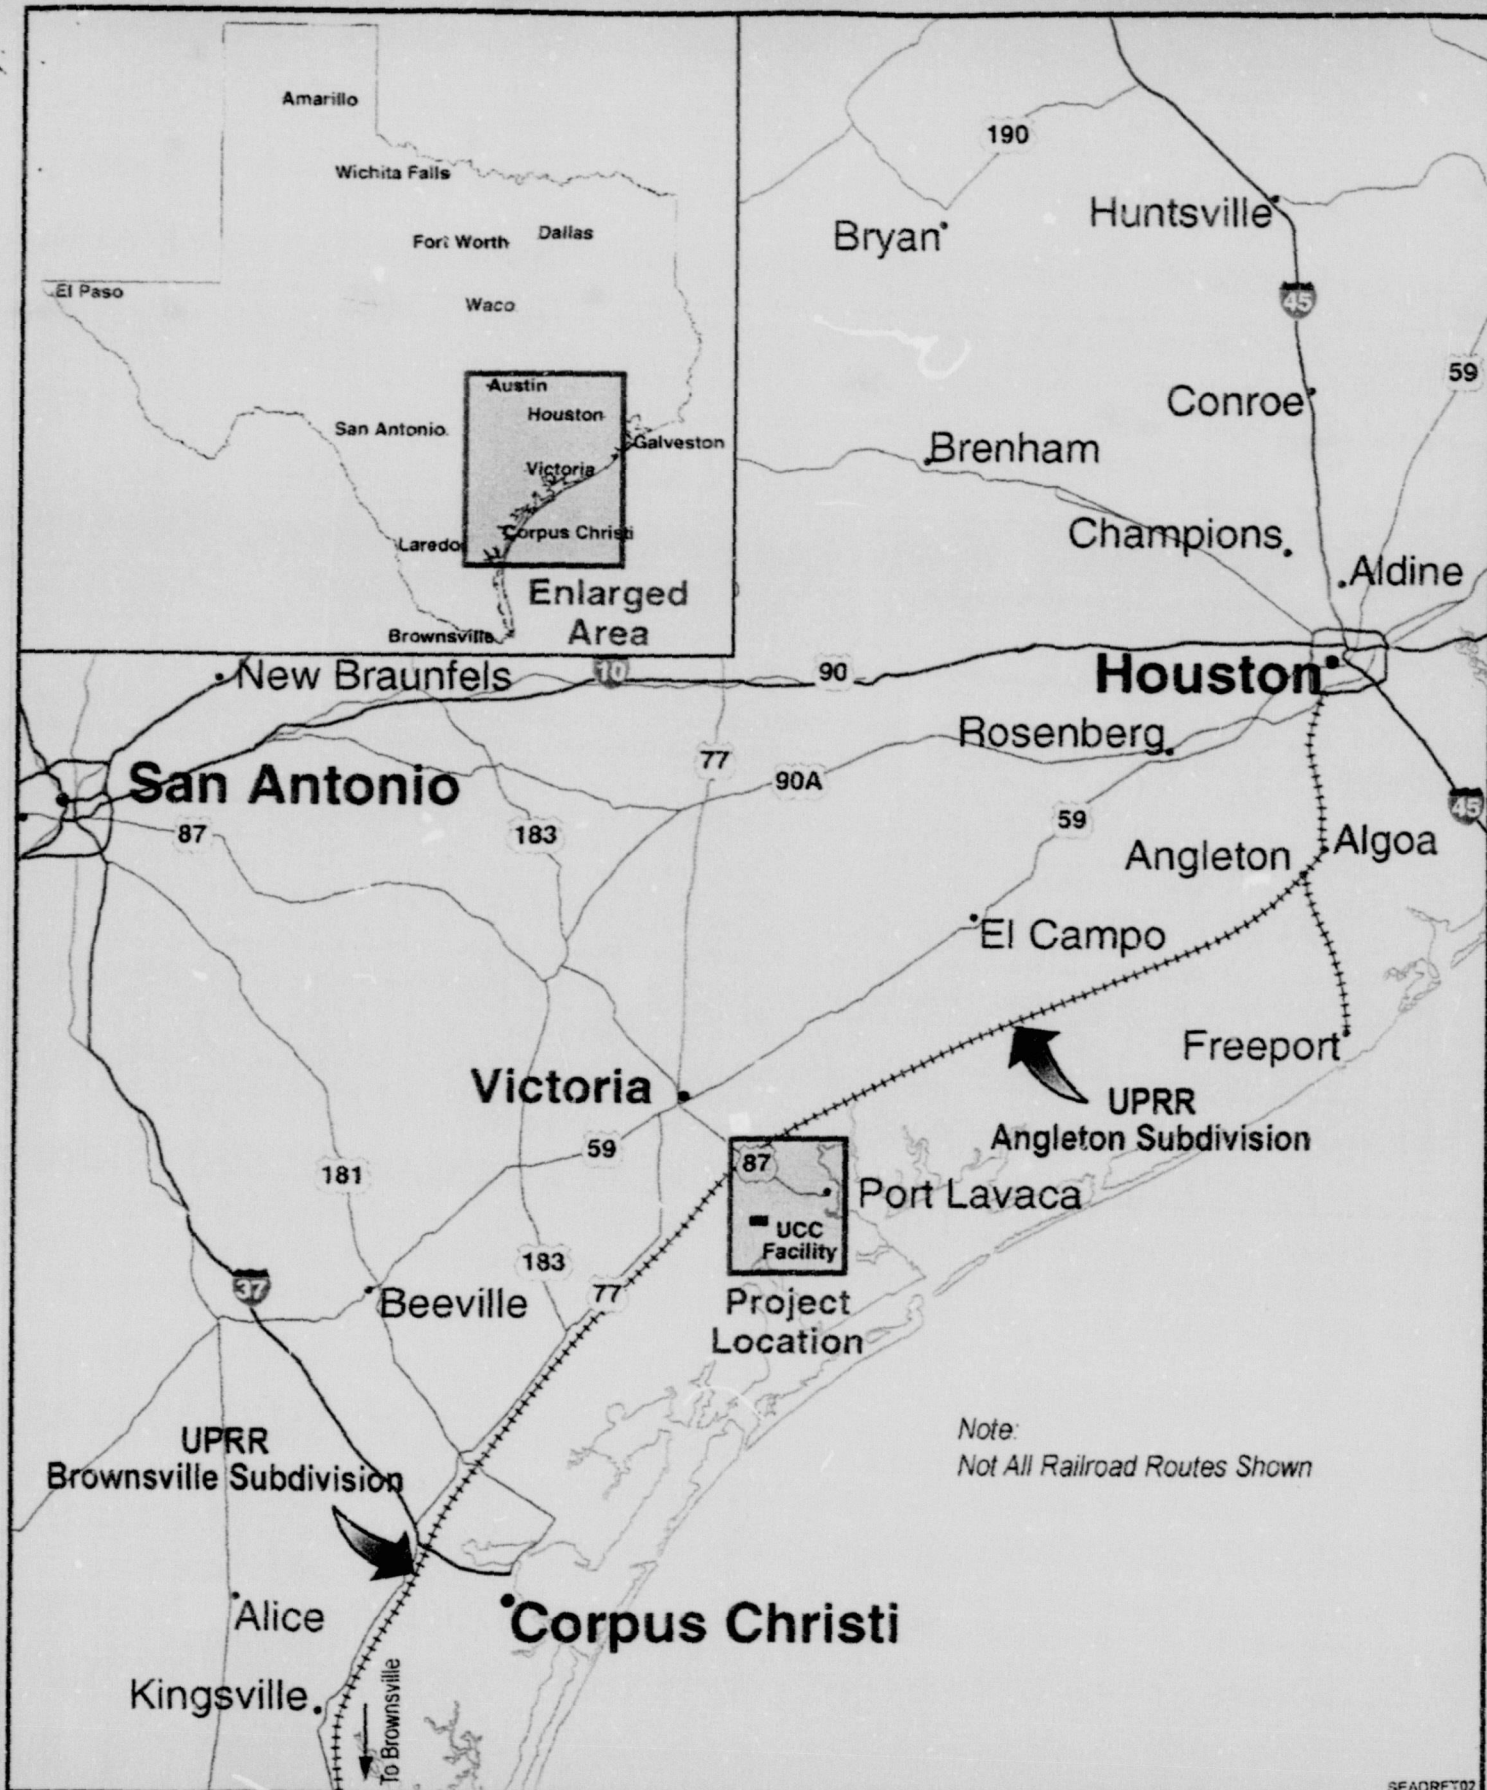 Amarillo
Wichita Falls
Fort Worth
Dallas
El Paso
Waco
Austin
Houston
San Antonio
Galveston
Victoria
Corpus Christi
Laredo
Enlarged
Area
Brownsville
190
Bryan
Huntsville
45
59
Conroe
Brenham
Champions
Aldine
New Braunfels
10
90
Houston
Rosenberg
San Antonio
77
90A
87
183
59
45
Angleton
Algoa
El Campo
Freeport
Victoria
UPRR
Angleton Subdivision
59
87
181
Port Lavaca
UCC
Facility
183
77
37
Beeville
Project
Location
UPRR
Brownsville Subdivision
Note:
Not All Railroad Routes Shown
Alice
Corpus Christi
Kingsville
To Brownsville
SEADRFT02